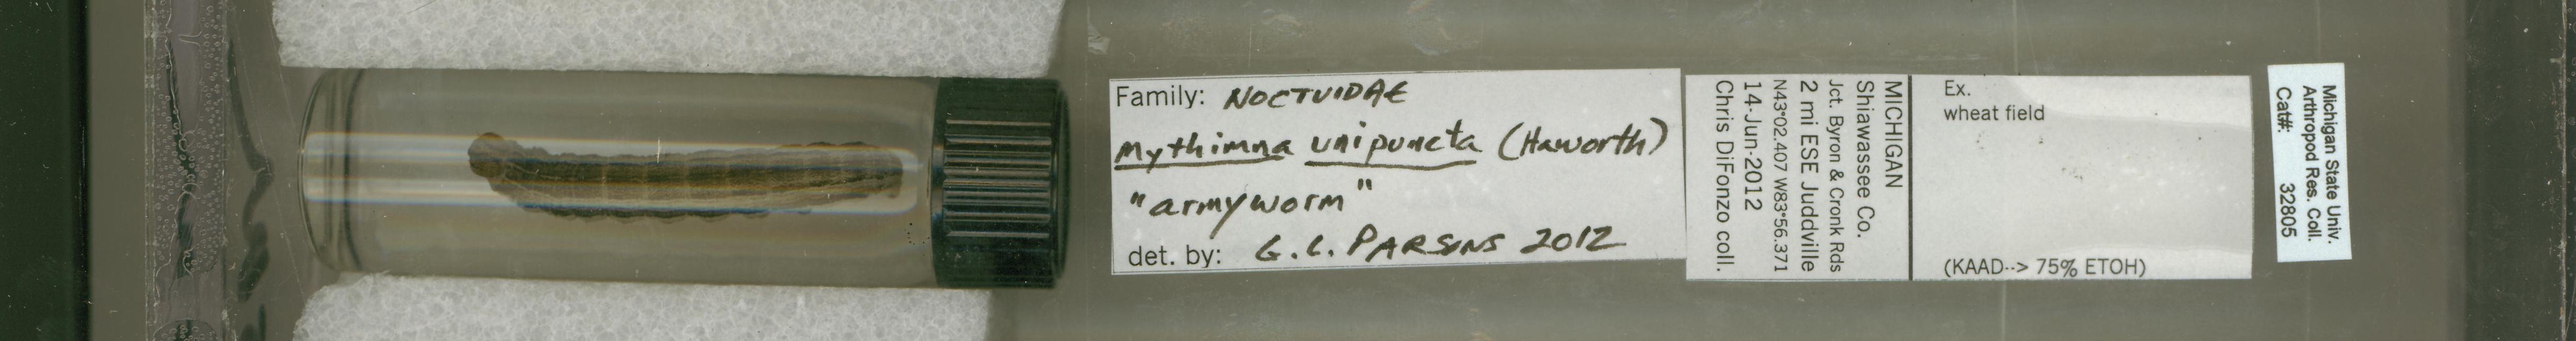 Family: NOCTUIDAE
Mythimna unipuncta (Haworth)
"armyworm"
det. by: G.L. PARSONS 2012
MICHIGAN
Shiawassee Co.
Jct. Byron & Cronk Rds
2 mi ESE Juddville
N43°02.407 W83°56.371
14-Jun-2012
Chris DiFonzo coll.
Ex.
wheat field
(KAAD--> 75% ETOH)
Michigan State Univ.
Arthropod Res. Coll.
Cat#: 32805